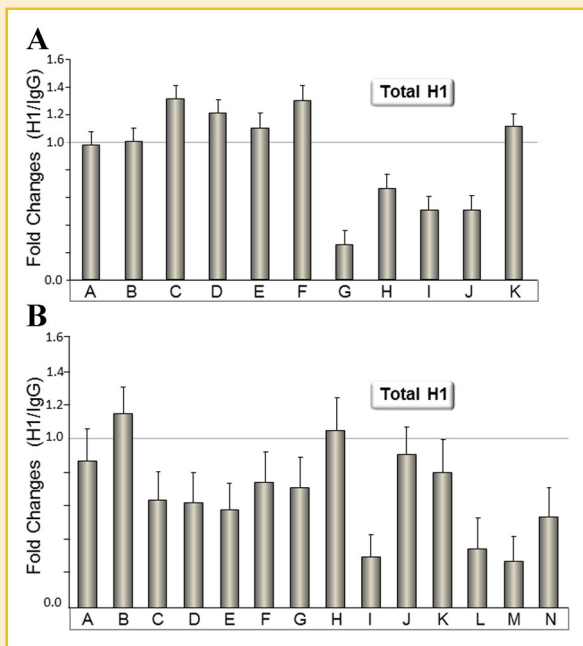 A
Fold Changes (H1/IgG)
1.6
1.4
1.2
1.0
0.0
Total H1
A B C D E F G H I J K
B
Fold Changes (H1/IgG)
1.6
1.4
1.2
1.0
0.0
Total H1
A B C D E F G H I J K L M N